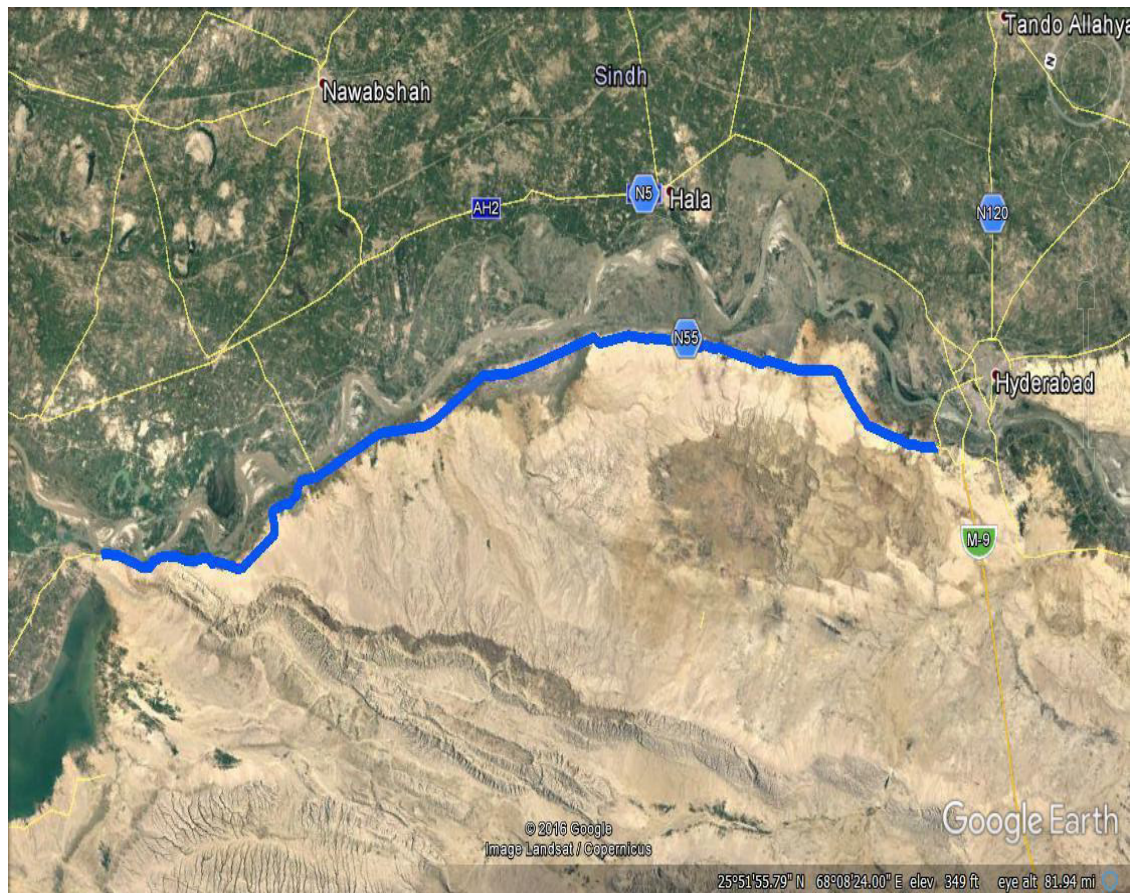 Tando Allahya
N
Sindh
Nawabshah
N5
Hala
AH2
N120
N55
Hyderabad
M-9
Google Earth
© 2016 Google
Image Landsat / Copernicus
25°51'55.79" N 68°08'24.00" E elev 349 ft eye alt 81.94 mi